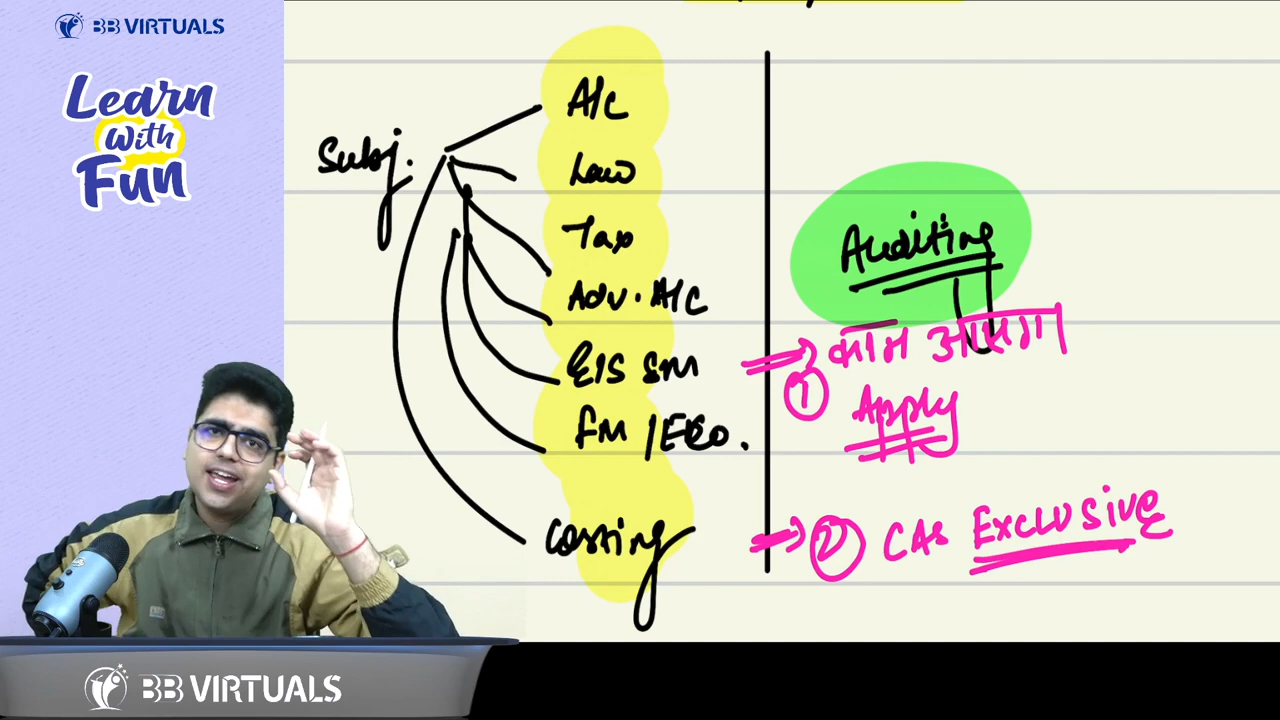 BB VIRTUALS
Learn
With
Fun
Subj.
A/C
Law
Tax
Adv. A/C
EIS SM
FM / ECO.
Costing
Auditing
① काम आएगा
Apply
② CAs Exclusive
BB VIRTUALS